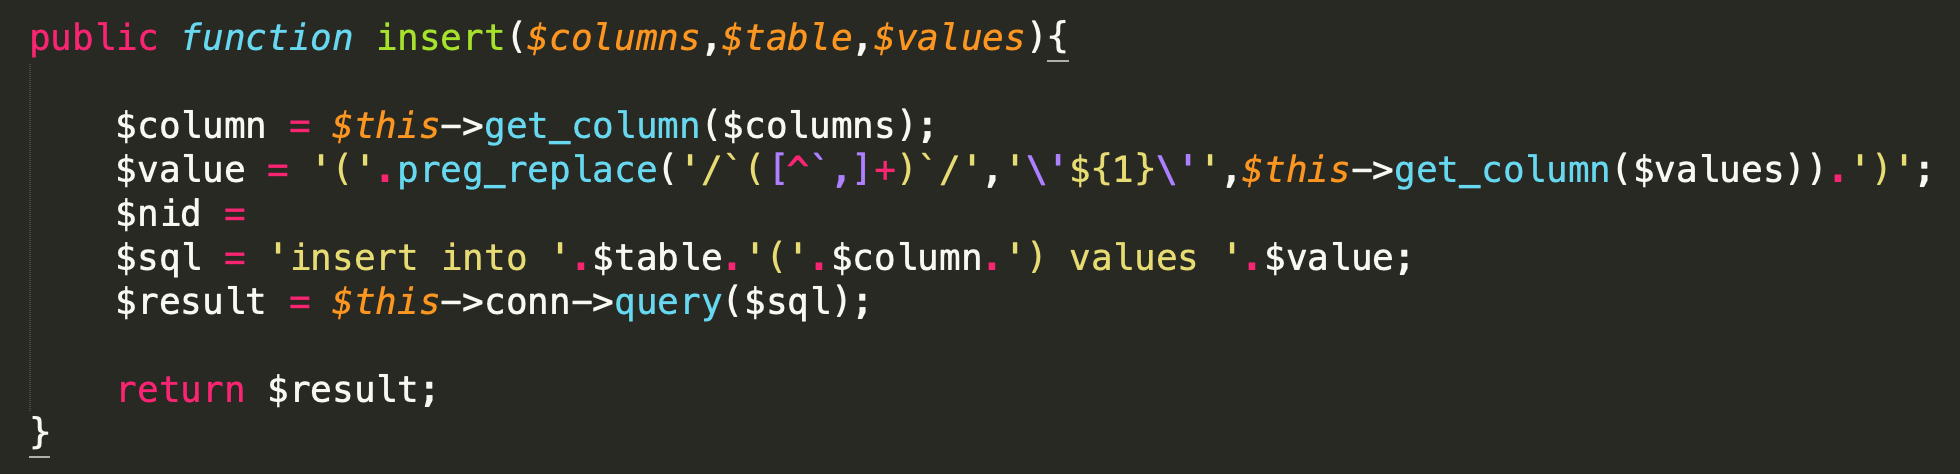 public function insert($columns,$table,$values){
$column = $this->get_column($columns);
$value = '('.preg_replace('/`([^`,]+)`/','\'${1}\'',$this->get_column($values)).')';
$nid =
$sql = 'insert into '.$table.'('.$column.') values '.$value;
$result = $this->conn->query($sql);
return $result;
}